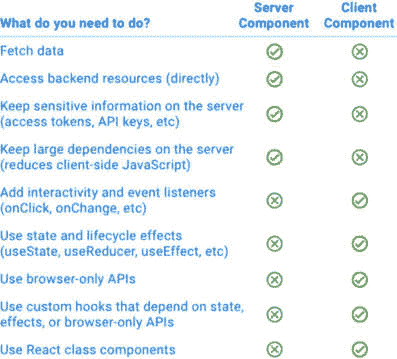 What do you need to do?
Server Component
Client Component
Fetch data
Access backend resources (directly)
Keep sensitive information on the server
(access tokens, API keys, etc)
Keep large dependencies on the server
(reduces client-side JavaScript)
Add interactivity and event listeners
(onClick, onChange, etc)
Use state and lifecycle effects
(useState, useReducer, useEffect, etc)
Use browser-only APIs
Use custom hooks that depend on state,
effects, or browser-only APIs
Use React class components